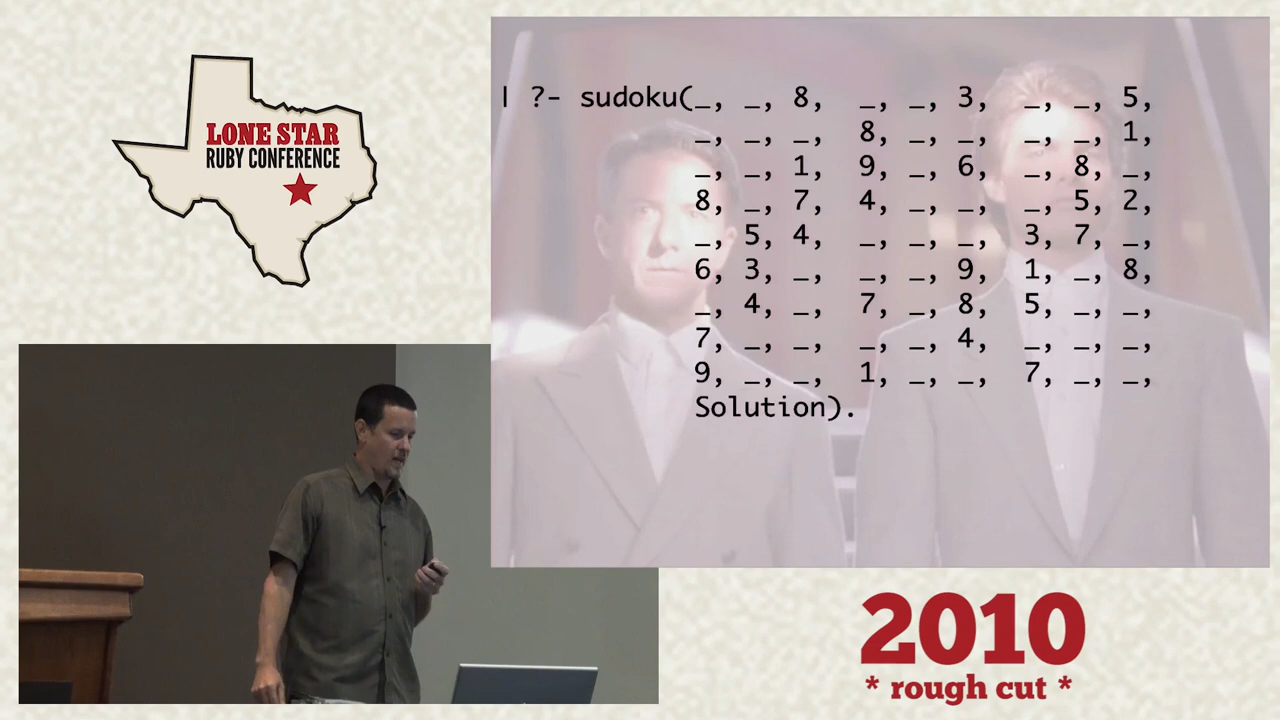 LONE STAR
RUBY CONFERENCE
| ?- sudoku(_, _, 8, _, _, 3, _, _, 5,
_, _, _, 8, _, _, _, _, 1,
_, _, 1, 9, _, 6, _, 8, _,
8, _, 7, 4, _, _, _, 5, 2,
_, 5, 4, _, _, _, 3, 7, _,
6, 3, _, _, _, 9, 1, _, 8,
_, 4, _, 7, _, 8, 5, _, _,
7, _, _, _, _, 4, _, _, _,
9, _, _, 1, _, _, 7, _, _,
Solution).
2010
* rough cut *